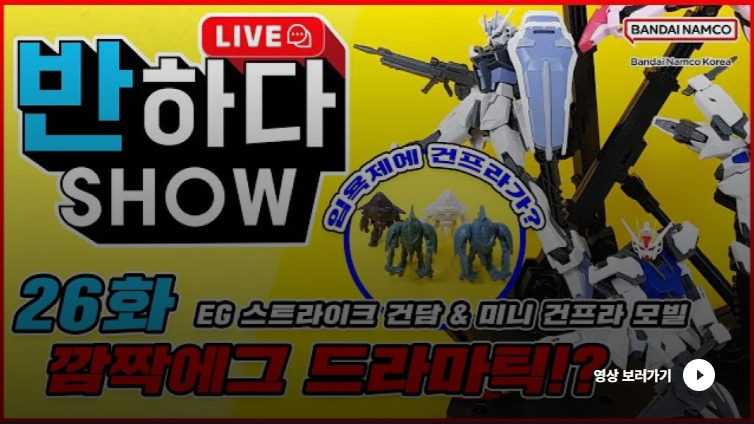 LIVE
반하다
SHOW
BANDAI NAMCO
Bandai Namco Korea
입욕제에 건프라가?
26화 EG 스트라이크 건담 & 미니 건프라 모빌
깜짝에그 드라마틱!?
영상 보러가기